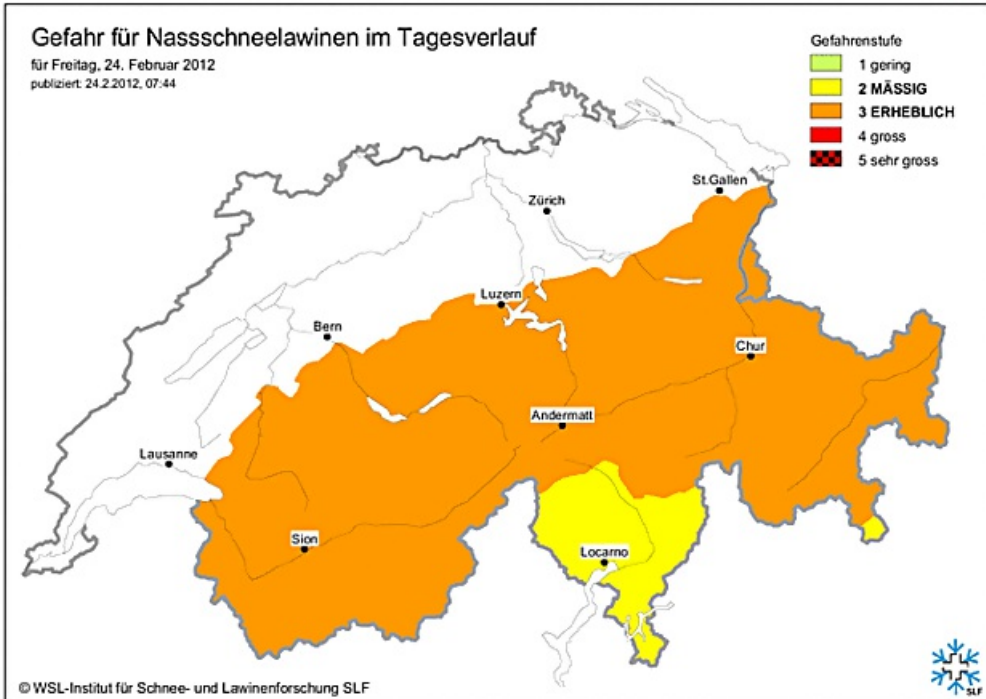 Gefahr für Nassschneelawinen im Tagesverlauf
für Freitag, 24. Februar 2012
publiziert: 24.2.2012, 07:44
Gefahrenstufe
1 gering
2 MÄSSIG
3 ERHEBLICH
4 gross
5 sehr gross
St.Gallen
Zürich
Luzern
Bern
Chur
Andermatt
Lausanne
Sion
Locarno
© WSL-Institut für Schnee- und Lawinenforschung SLF
SLF